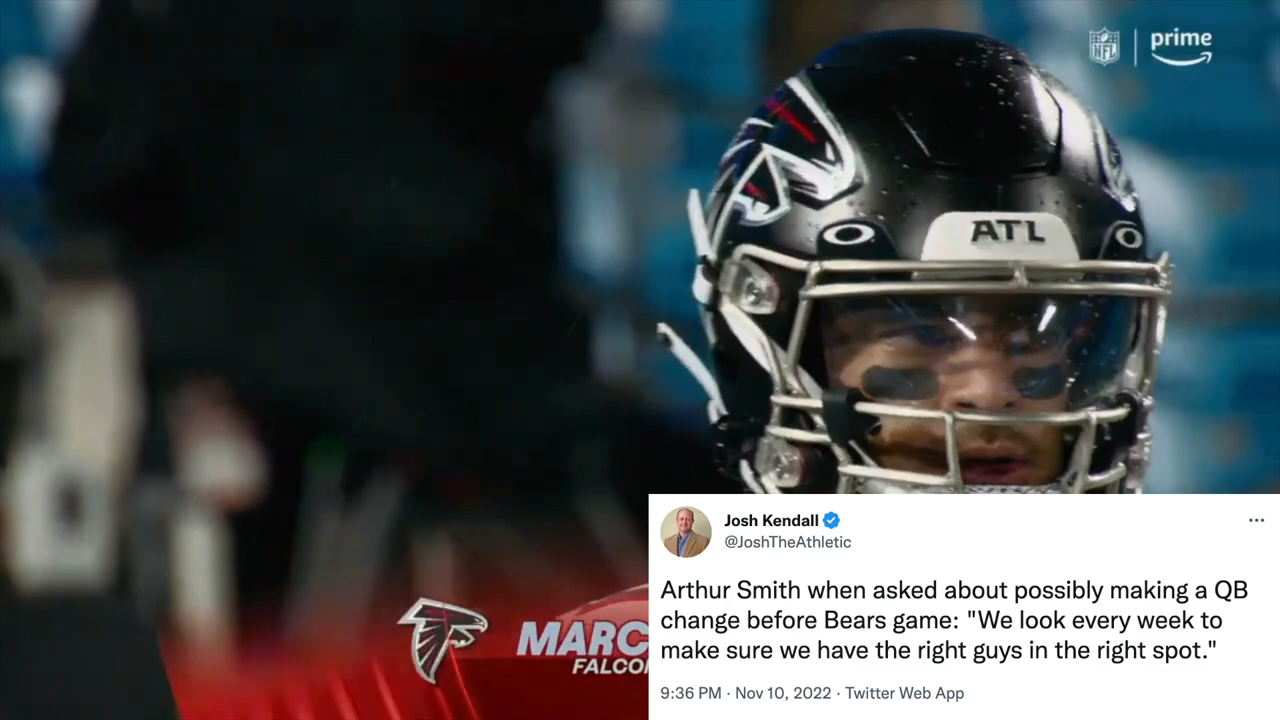 NFL
prime
ATL
Josh Kendall
@JoshTheAthletic
Arthur Smith when asked about possibly making a QB
change before Bears game: "We look every week to
make sure we have the right guys in the right spot."
9:36 PM · Nov 10, 2022 · Twitter Web App
MARC
FALCO